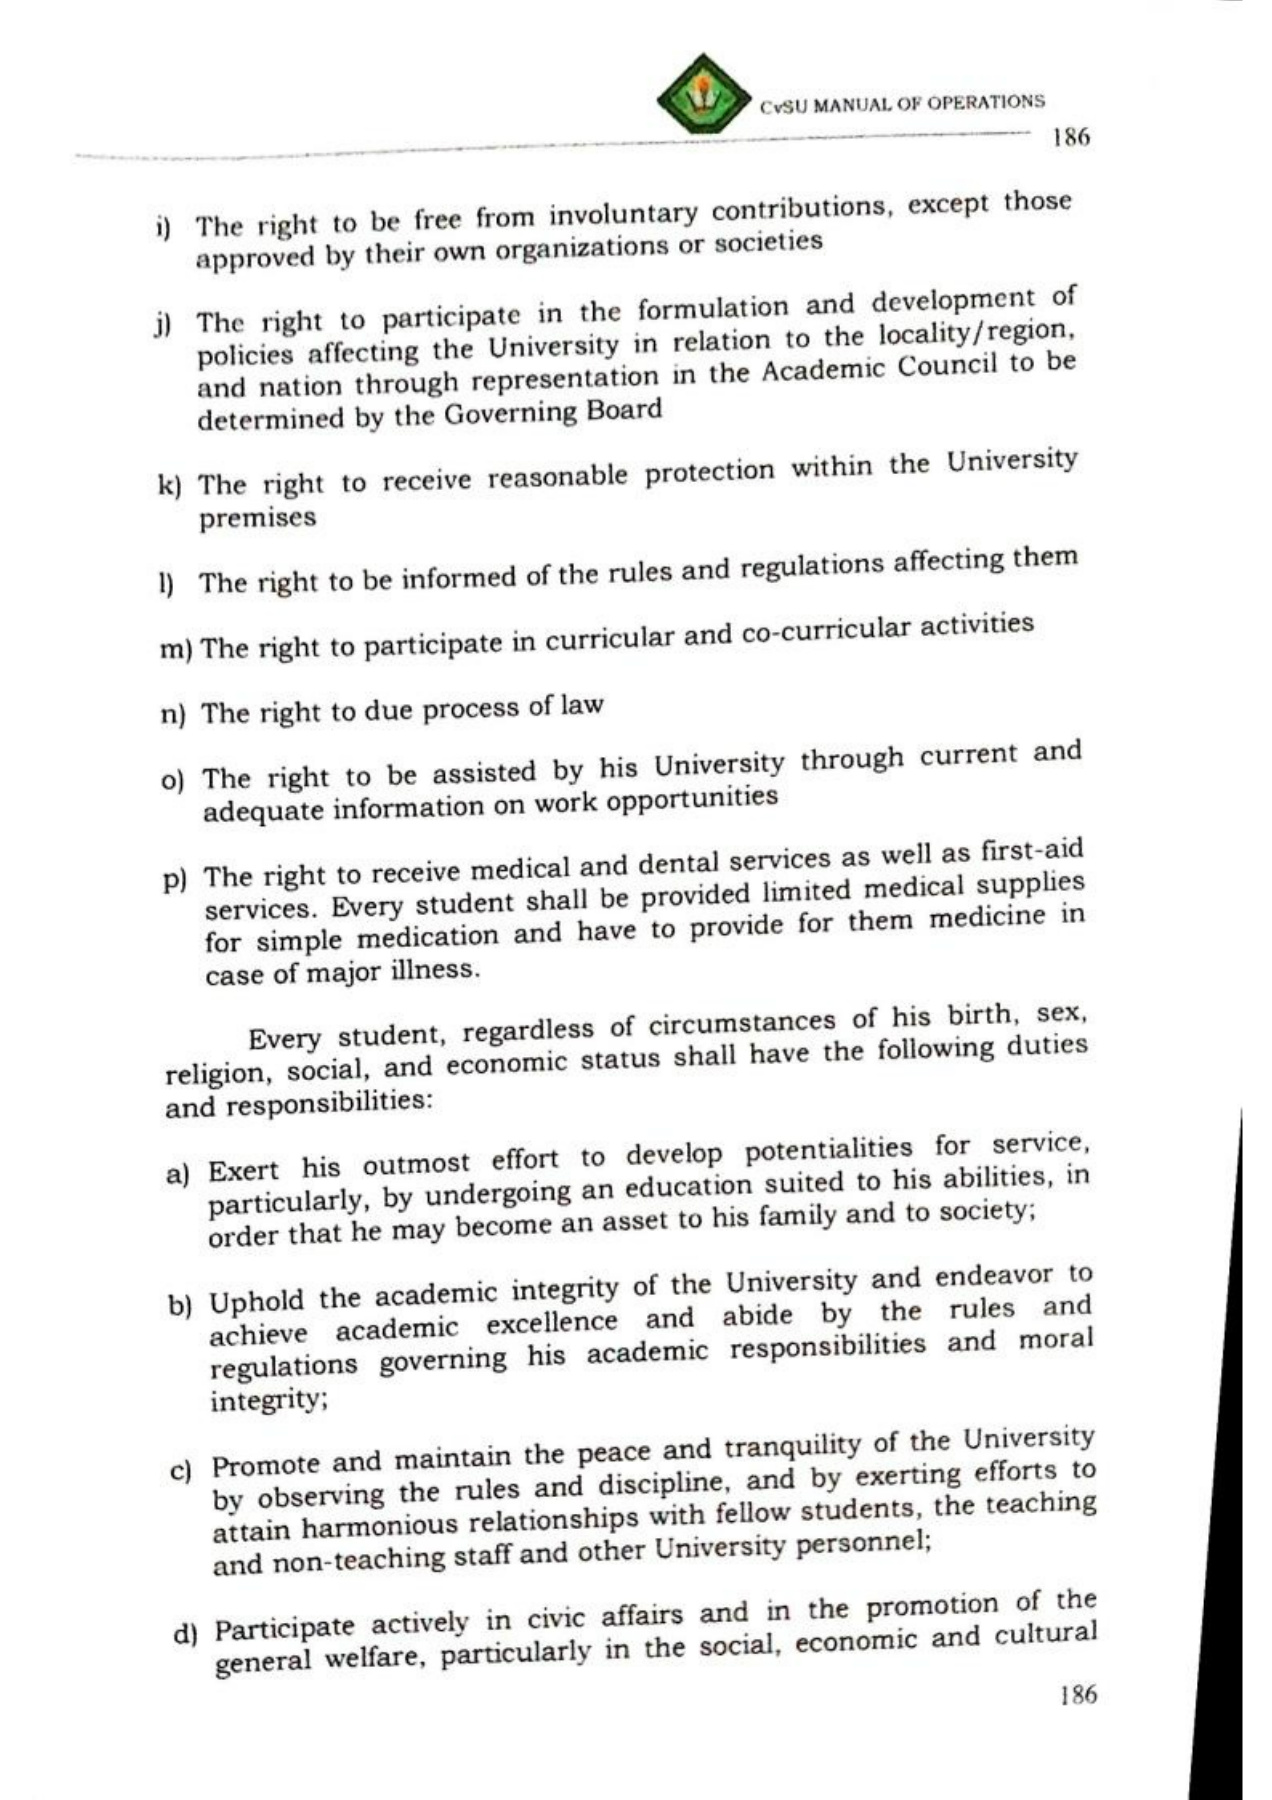 CvSU MANUAL OF OPERATIONS
186
i) The right to be free from involuntary contributions, except those
approved by their own organizations or societies
j) The right to participate in the formulation and development of
policies affecting the University in relation to the locality/region,
and nation through representation in the Academic Council to be
determined by the Governing Board
k) The right to receive reasonable protection within the University
premises
l) The right to be informed of the rules and regulations affecting them
m) The right to participate in curricular and co-curricular activities
n) The right to due process of law
o) The right to be assisted by his University through current and
adequate information on work opportunities
p) The right to receive medical and dental services as well as first-aid
services. Every student shall be provided limited medical supplies
for simple medication and have to provide for them medicine in
case of major illness.
Every student, regardless of circumstances of his birth, sex,
religion, social, and economic status shall have the following duties
and responsibilities:
a) Exert his outmost effort to develop potentialities for service,
particularly, by undergoing an education suited to his abilities, in
order that he may become an asset to his family and to society;
b) Uphold the academic integrity of the University and endeavor to
achieve academic excellence and abide by the rules and
regulations governing his academic responsibilities and moral
integrity;
c) Promote and maintain the peace and tranquility of the University
by observing the rules and discipline, and by exerting efforts to
attain harmonious relationships with fellow students, the teaching
and non-teaching staff and other University personnel;
d) Participate actively in civic affairs and in the promotion of the
general welfare, particularly in the social, economic and cultural
186